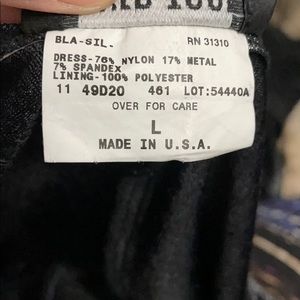 BLA-SIL. RN 31310
DRESS-76% NYLON 17% METAL
7% SPANDEX
LINING-100% POLYESTER
11 49D20 461 LOT:54440A
OVER FOR CARE
L
MADE IN U.S.A.